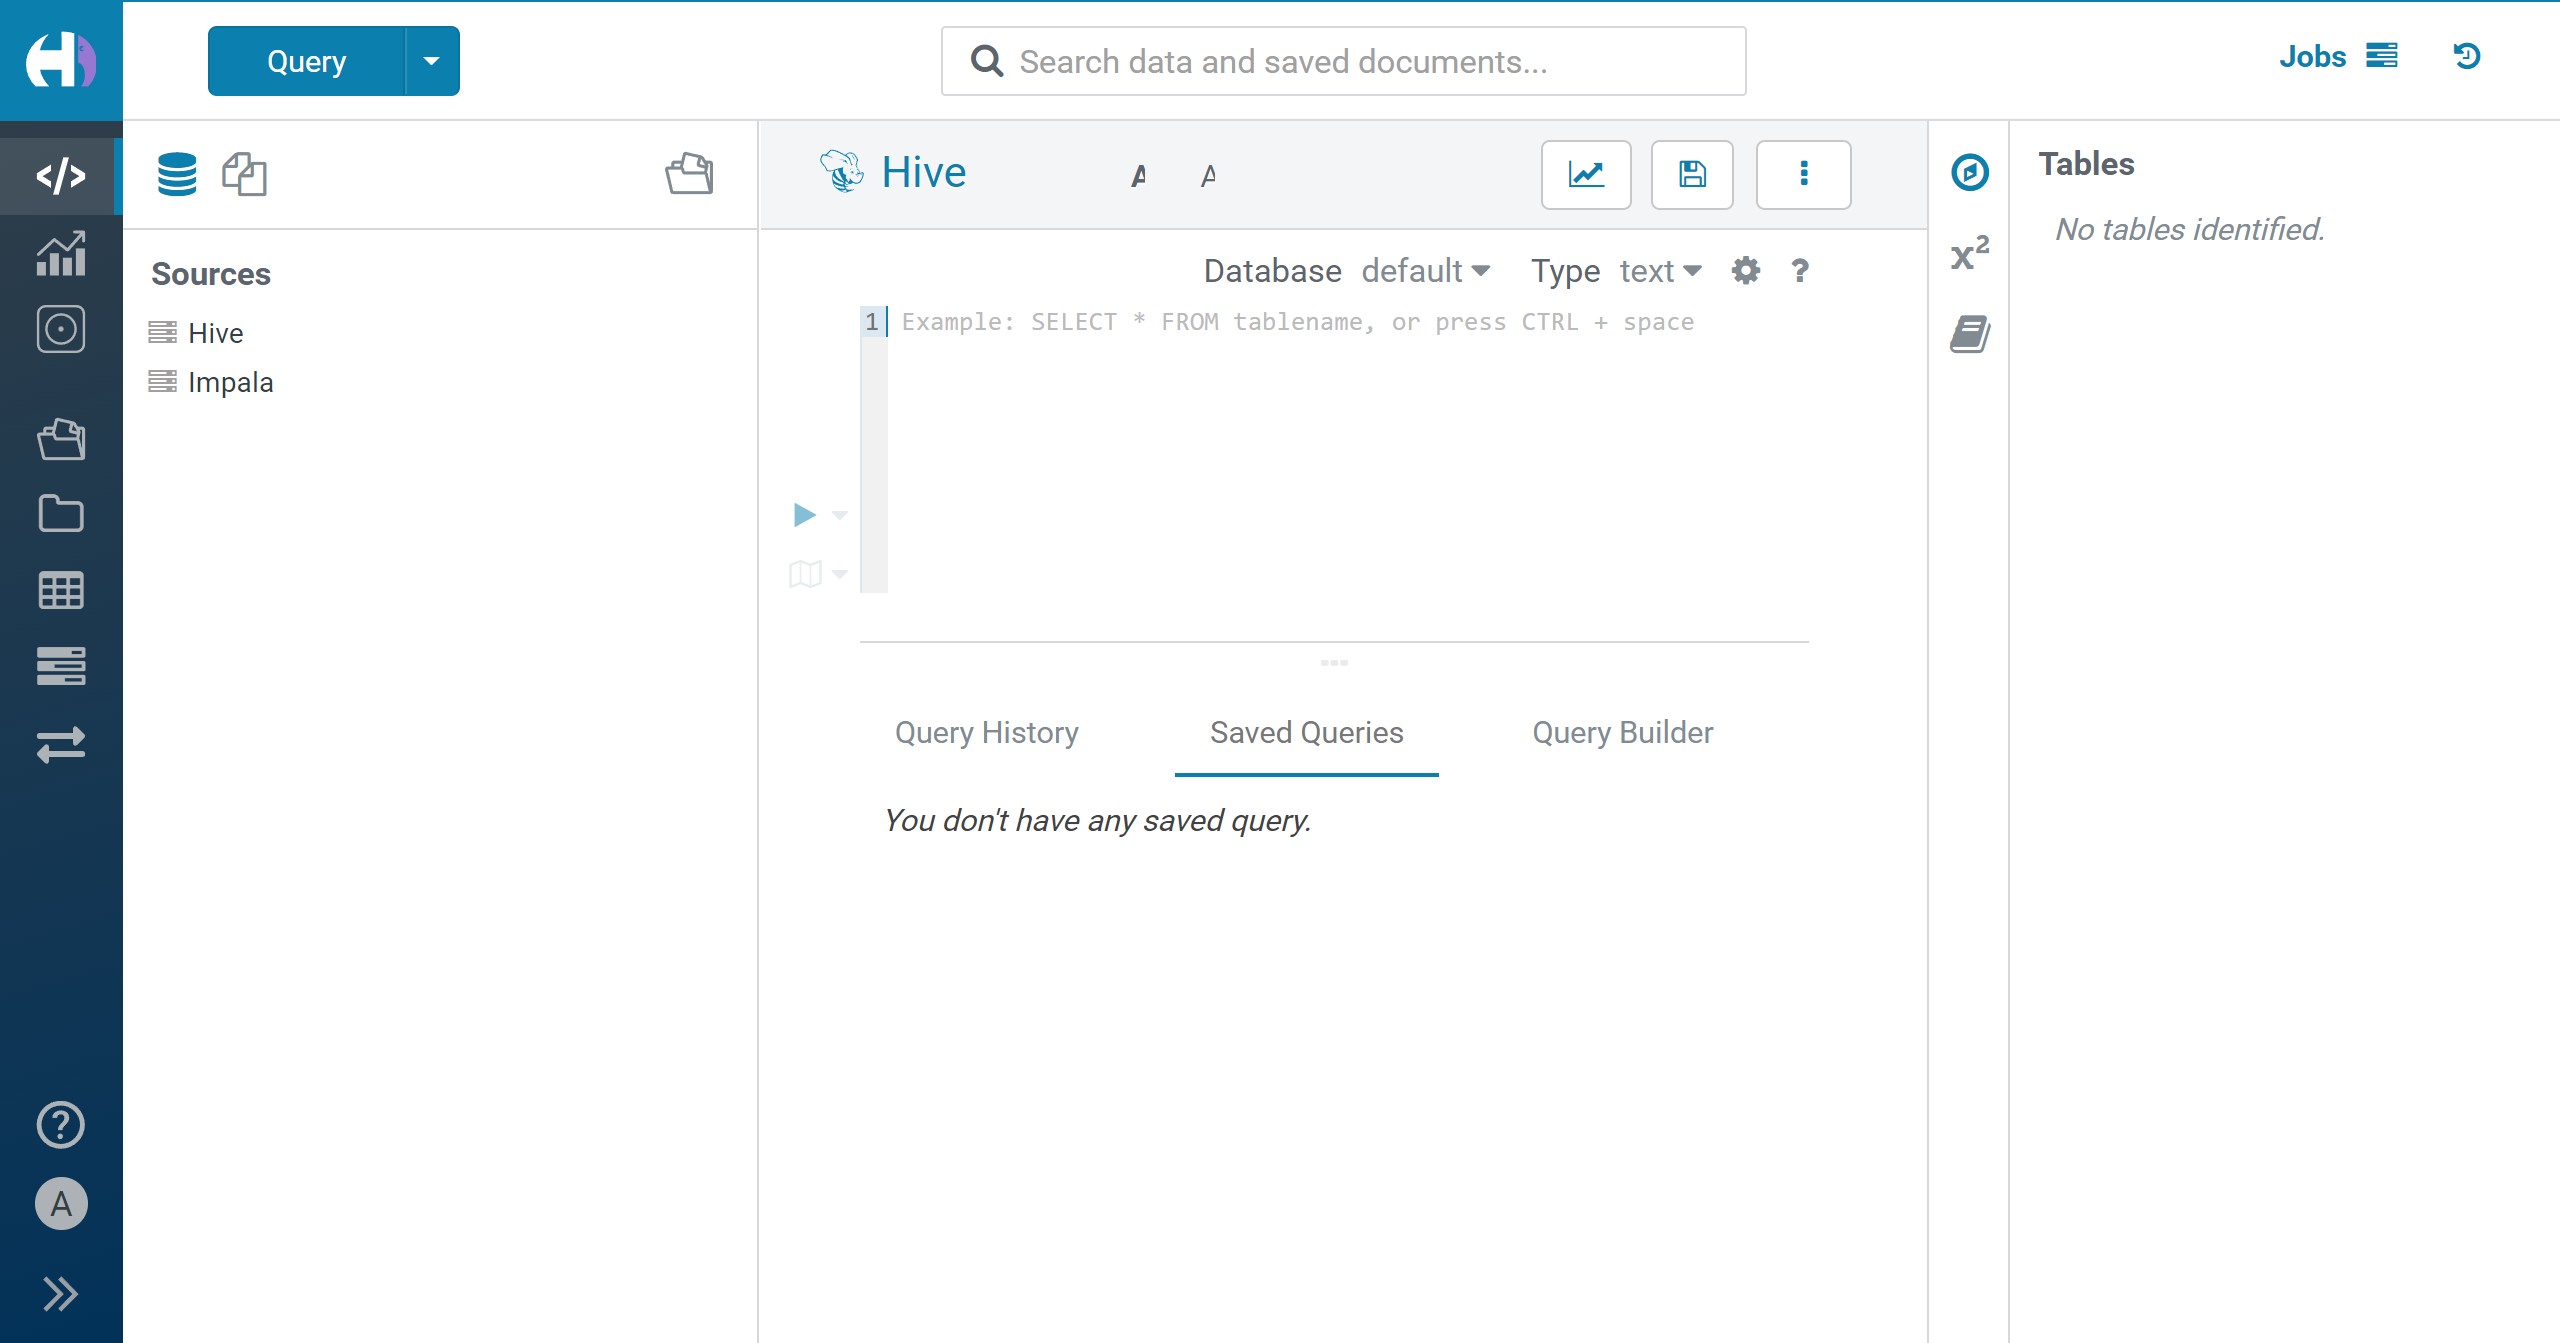 Query
Search data and saved documents...
Jobs
Hive
A
A
Tables
No tables identified.
x²
Sources
Hive
Impala
Database default Type text ?
1 Example: SELECT * FROM tablename, or press CTRL + space
Query History
Saved Queries
Query Builder
You don't have any saved query.
?
A